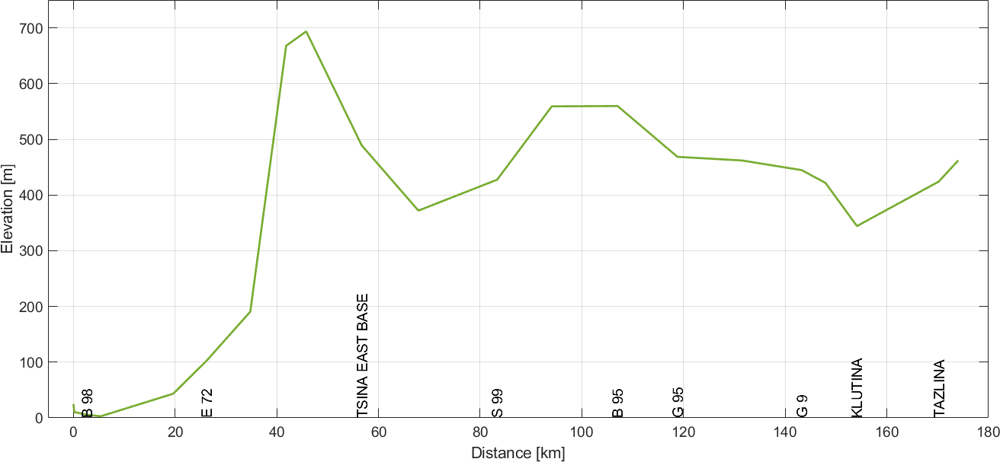 700
600
500
400
300
200
100
0
Elevation [m]
B 98
E 72
TSINA EAST BASE
S 99
B 95
G 95
G 9
KLUTINA
TAZLINA
0 20 40 60 80 100 120 140 160 180
Distance [km]